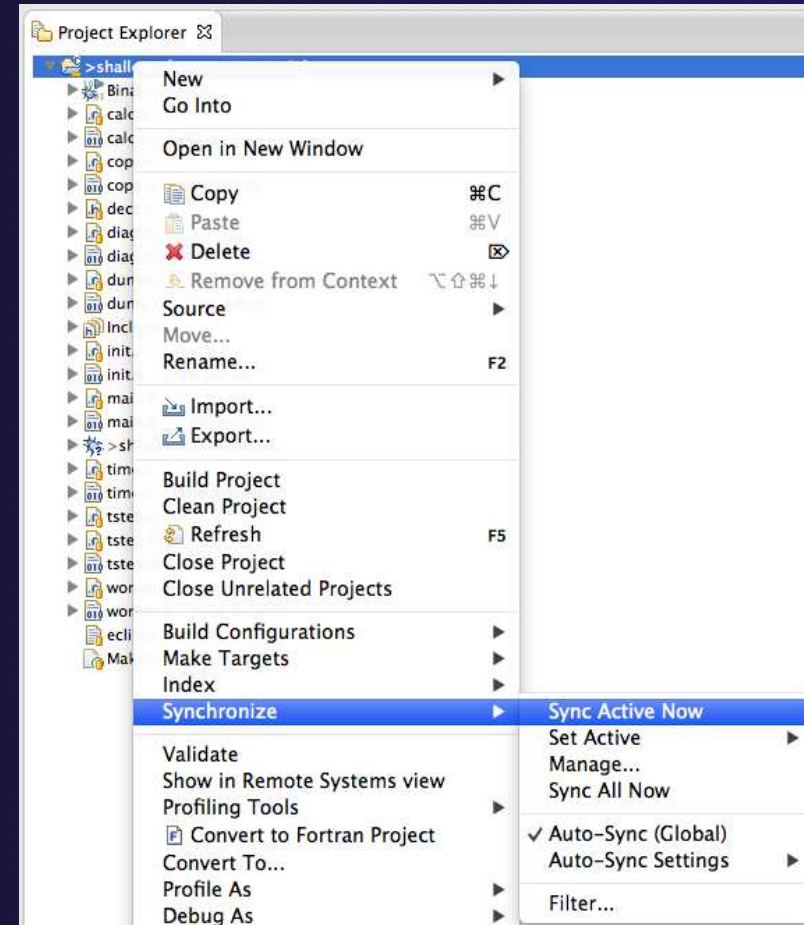 Project Explorer
>shall
Bina
calc
calc
cop
cop
dec
diag
diag
dun
dun
Incl
init.
init.
mai
mai
>sh
tim
tim
tste
tste
tste
wor
wor
ecli
Mak
New
Go Into
Open in New Window
Copy ⌘C
Paste ⌘V
Delete ⌦
Remove from Context ⌥⇧⌘↓
Source
Move...
Rename... F2
Import...
Export...
Build Project
Clean Project
Refresh F5
Close Project
Close Unrelated Projects
Build Configurations
Make Targets
Index
Synchronize
Validate
Show in Remote Systems view
Profiling Tools
Convert to Fortran Project
Convert To...
Profile As
Debug As
Sync Active Now
Set Active
Manage...
Sync All Now
✓ Auto-Sync (Global)
Auto-Sync Settings
Filter...